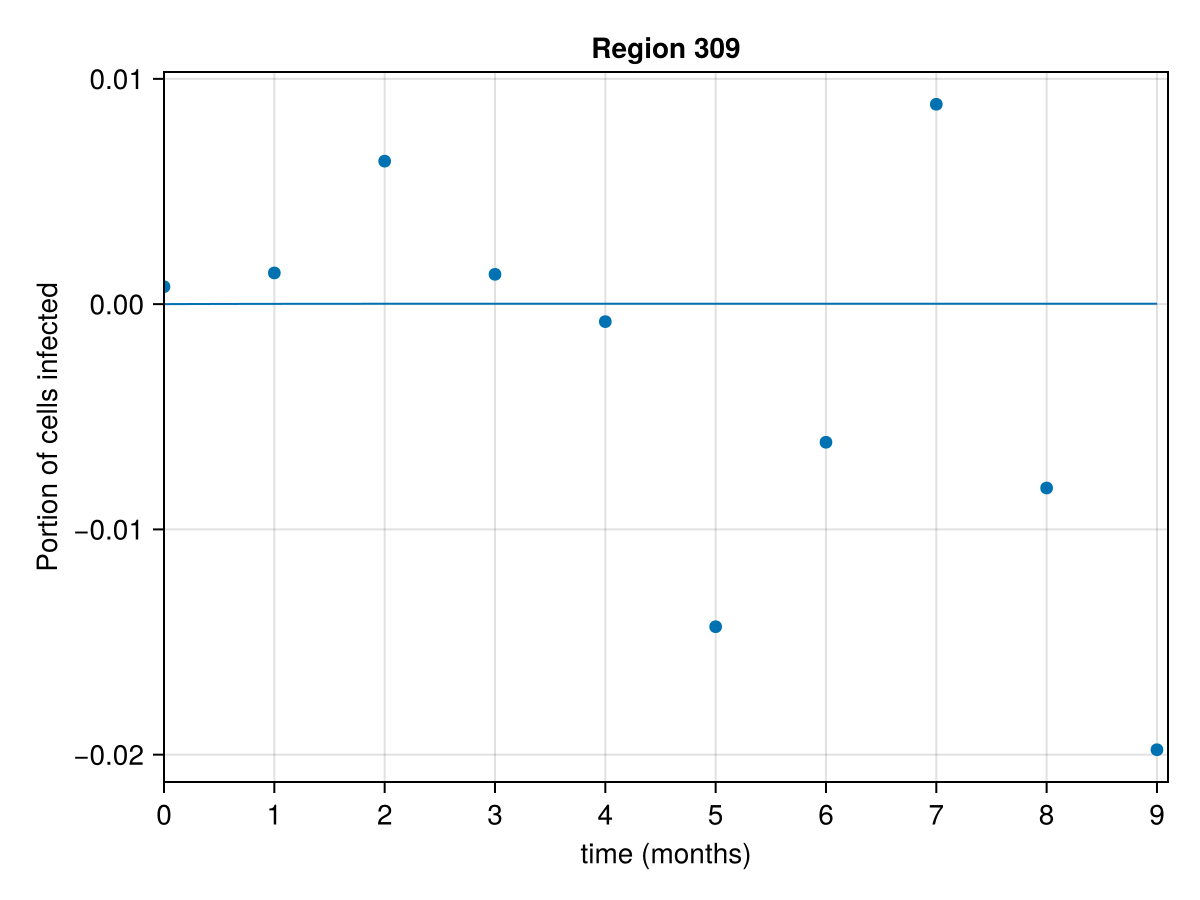 Region 309
0.01
0.00
−0.01
−0.02
Portion of cells infected
0 1 2 3 4 5 6 7 8 9
time (months)